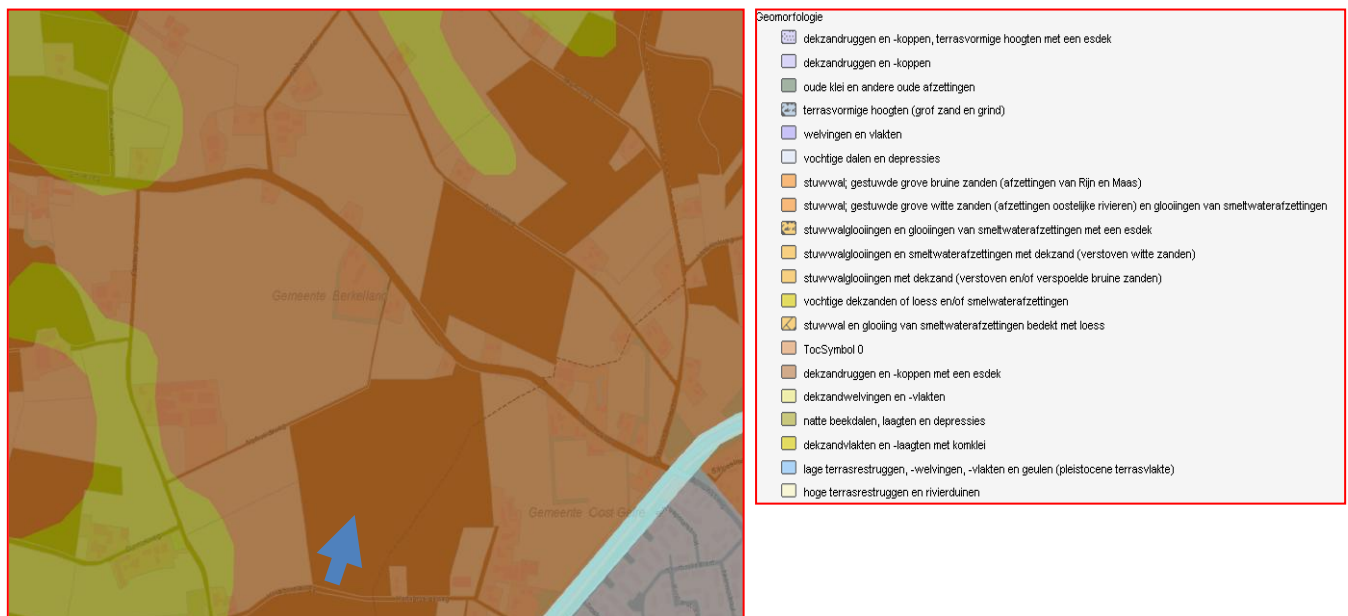 Gemeente Berkelland
Geomorfologie
dekzandruggen en -koppen, terrasvormige hoogten met een esdek
dekzandruggen en -koppen
oude klei en andere oude afzettingen
terrasvormige hoogten (grof zand en grind)
welvingen en vlakten
vochtige dalen en depressies
stuwwal; gestuwde grove bruine zanden (afzettingen van Rijn en Maas)
stuwwal; gestuwde grove witte zanden (afzettingen oostelijke rivieren) en glooiingen van smeltwaterafzettingen
stuwwalglooiingen en glooiingen van smeltwaterafzettingen met een esdek
stuwwalglooiingen en smeltwaterafzettingen met dekzand (verstoven witte zanden)
stuwwalglooiingen met dekzand (verstoven en/of verspoelde bruine zanden)
vochtige dekzanden of loess en/of smelwaterafzettingen
stuwwal en glooiing van smeltwaterafzettingen bedekt met loess
TocSymbol 0
dekzandruggen en -koppen met een esdek
dekzandwelvingen en -vlakten
natte beekdalen, laagten en depressies
dekzandvlakten en -laagten met komklei
lage terrasrestruggen, -welvingen, -vlakten en geulen (pleistocene terrasvlakte)
hoge terrasrestruggen en rivierduinen
Gemeente Oost Gelre